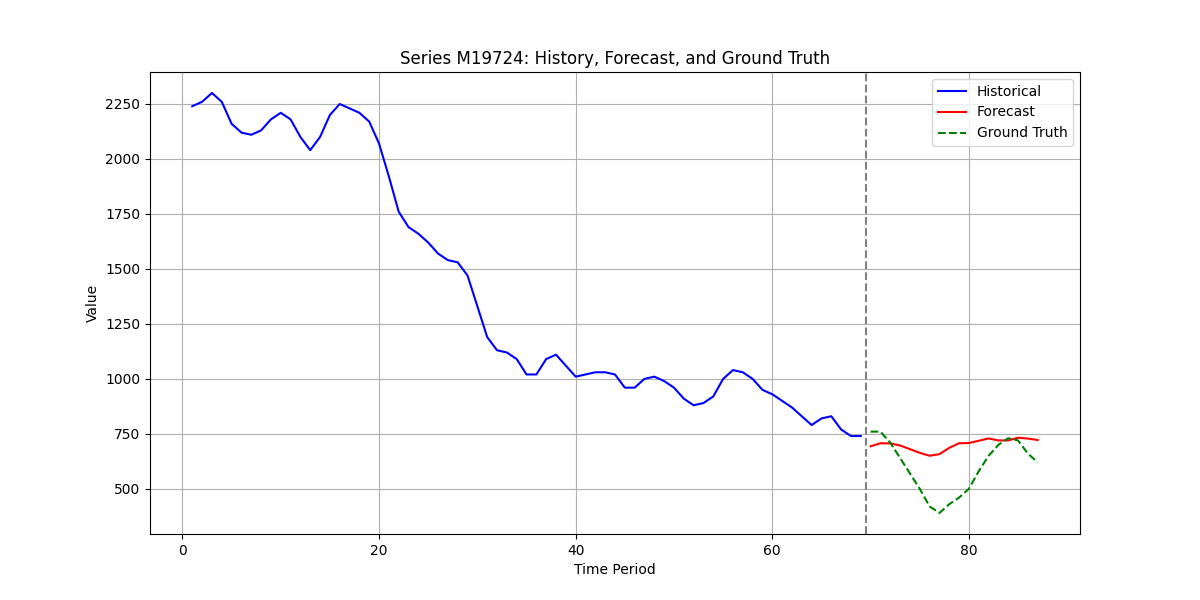 Series M19724: History, Forecast, and Ground Truth
Historical
Forecast
Ground Truth
2250
2000
1750
1500
1250
1000
750
500
Value
0 20 40 60 80
Time Period